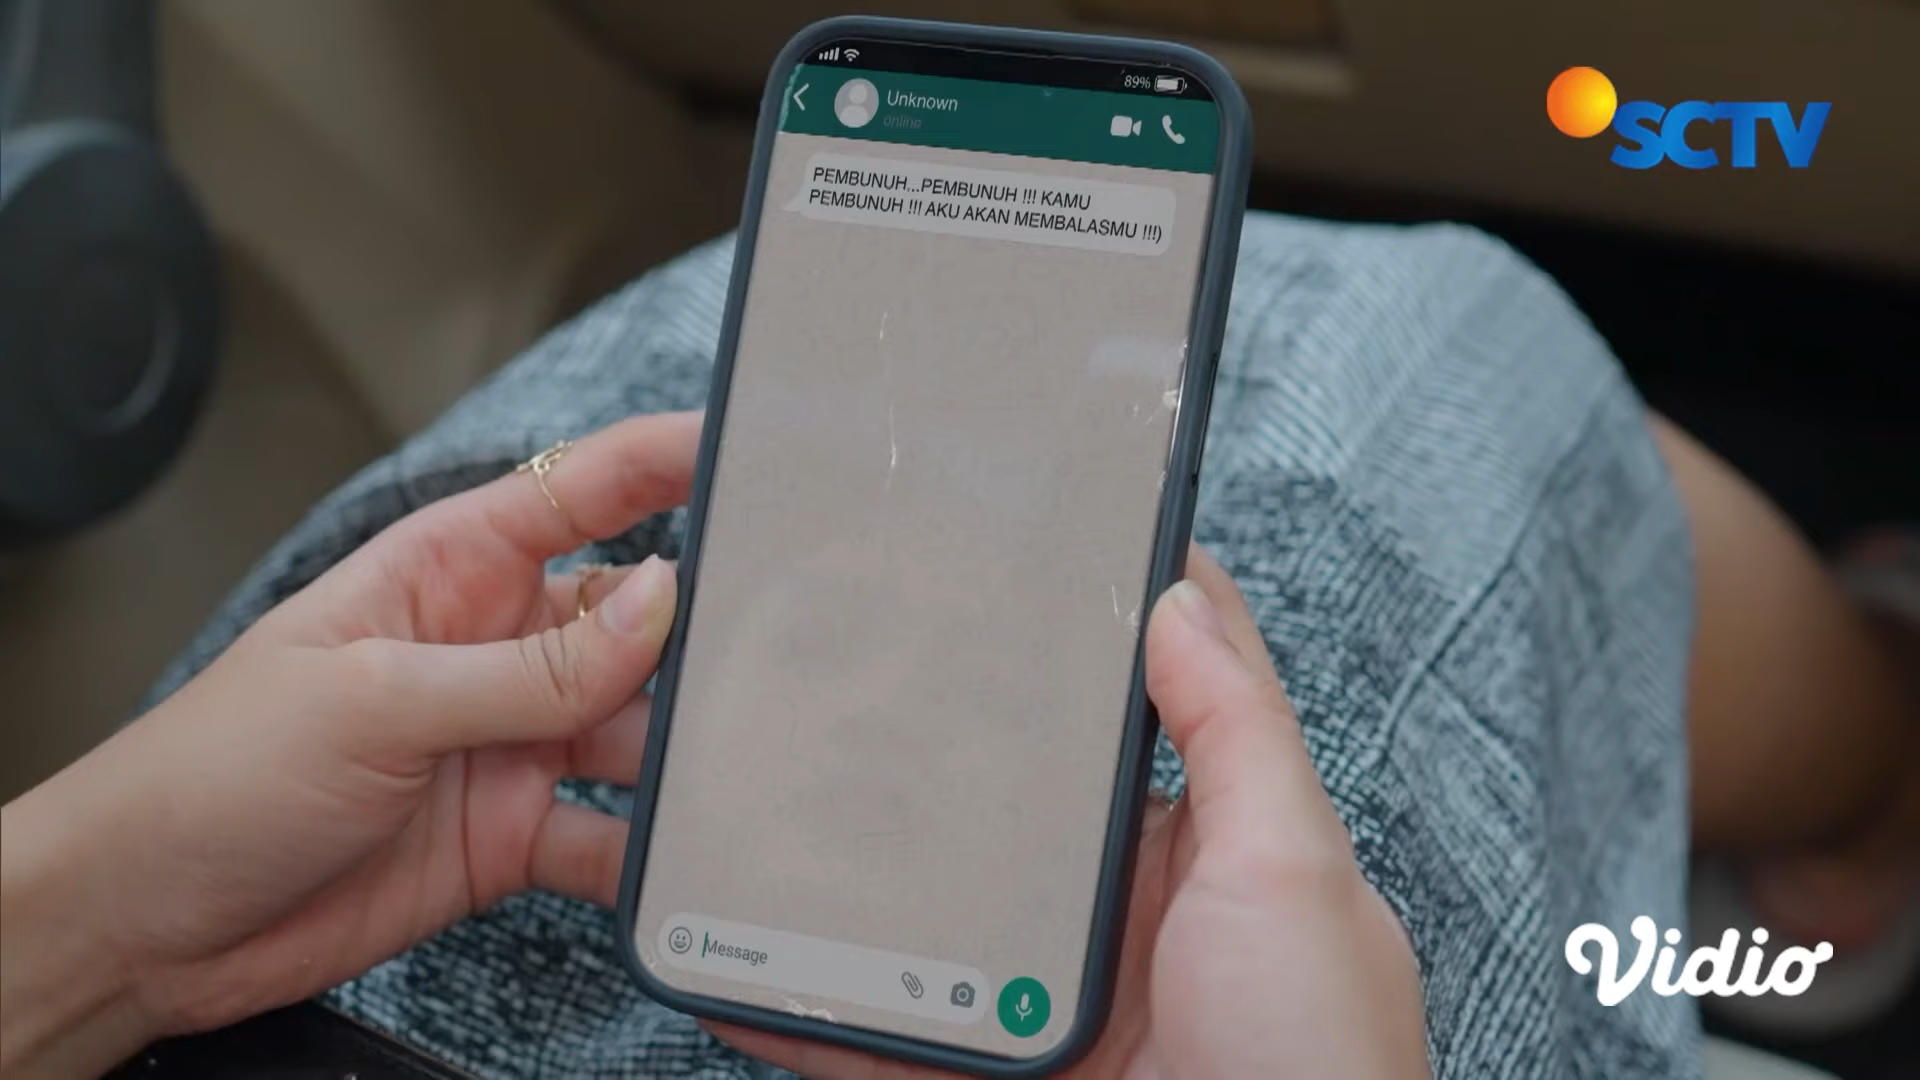 89%
Unknown
online
PEMBUNUH...PEMBUNUH !!! KAMU
PEMBUNUH !!! AKU AKAN MEMBALASMU !!!)
Message
SCTV
Vidio